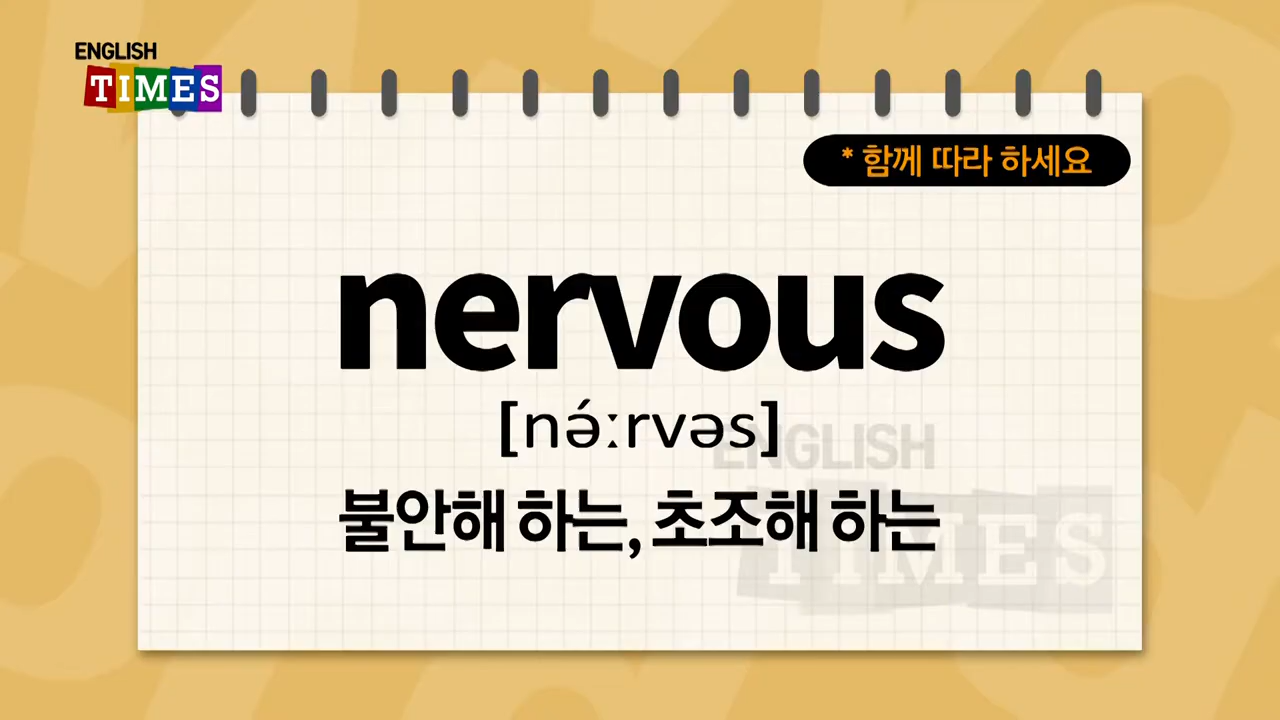 ENGLISH
TIMES
* 함께 따라 하세요
nervous
[nə́ːrvəs]
불안해 하는, 초조해 하는
ENGLISH
TIMES